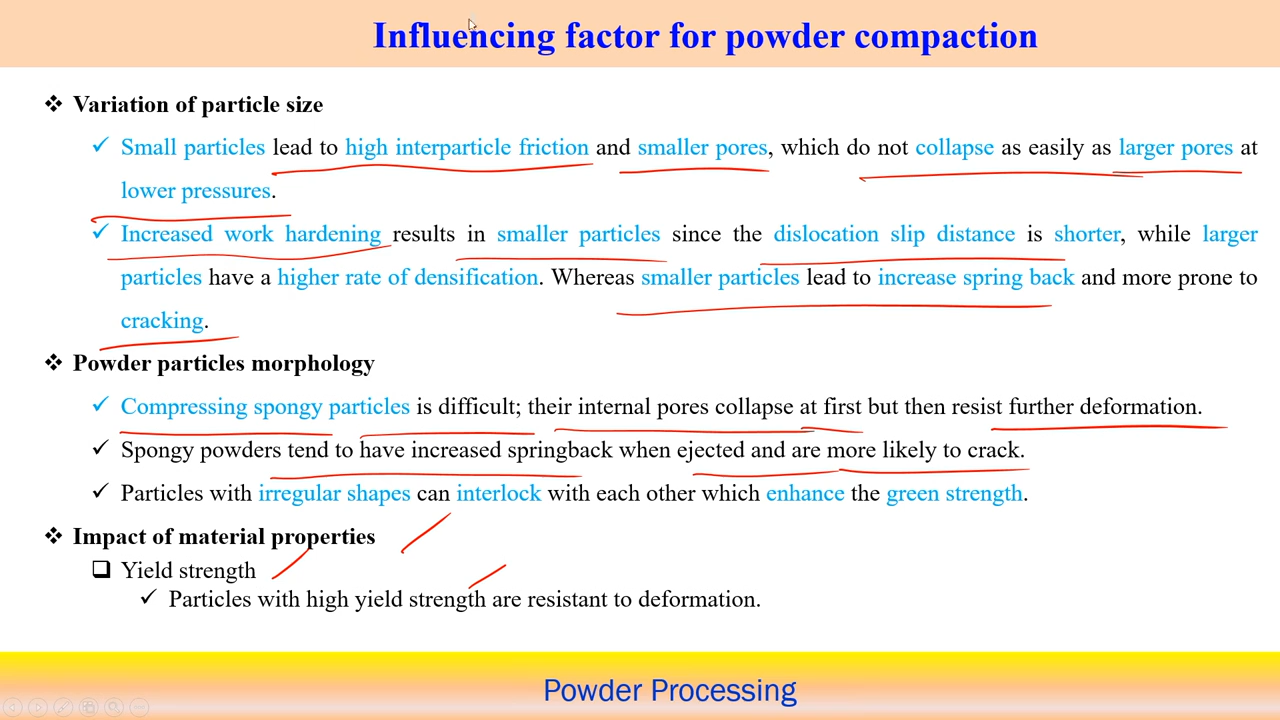 Influencing factor for powder compaction
❖ Variation of particle size
✓ Small particles lead to high interparticle friction and smaller pores, which do not collapse as easily as larger pores at
lower pressures.
✓ Increased work hardening results in smaller particles since the dislocation slip distance is shorter, while larger
particles have a higher rate of densification. Whereas smaller particles lead to increase spring back and more prone to
cracking.
❖ Powder particles morphology
✓ Compressing spongy particles is difficult; their internal pores collapse at first but then resist further deformation.
✓ Spongy powders tend to have increased springback when ejected and are more likely to crack.
✓ Particles with irregular shapes can interlock with each other which enhance the green strength.
❖ Impact of material properties
❑ Yield strength
✓ Particles with high yield strength are resistant to deformation.
Powder Processing